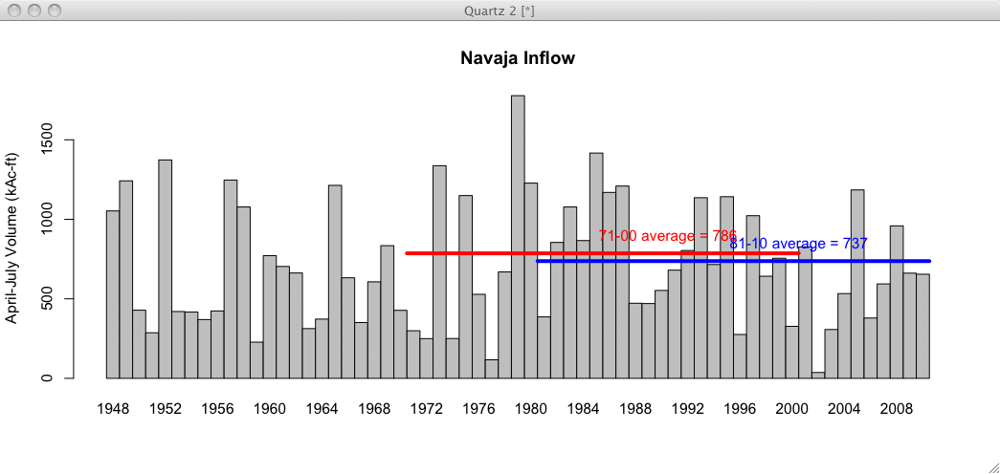 Quartz 2 [*]
Navaja Inflow
April-July Volume (kAc-ft)
1500
1000
500
0
71-00 average = 786
81-10 average = 737
1948 1952 1956 1960 1964 1968 1972 1976 1980 1984 1988 1992 1996 2000 2004 2008